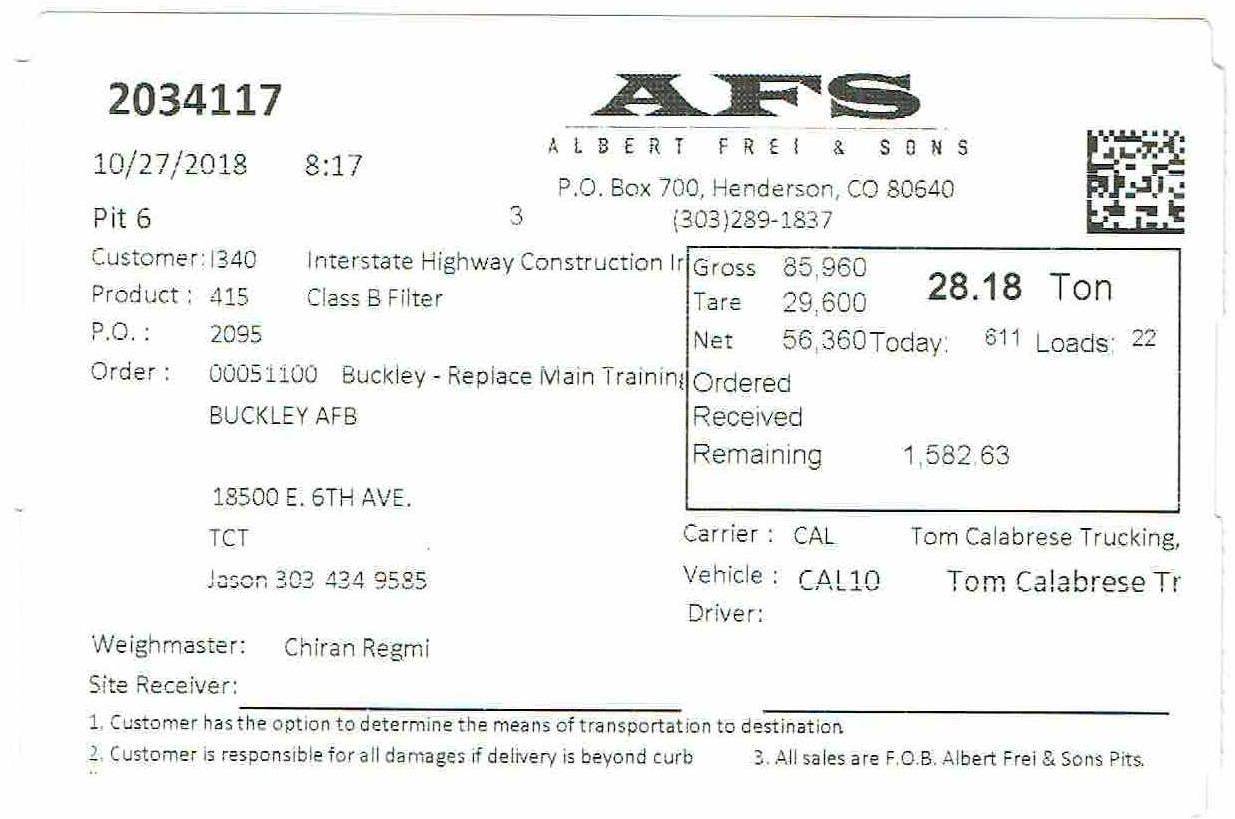 2034117
AFS
ALBERT FREI & SONS
10/27/2018 8:17
P.O. Box 700, Henderson, CO 80640
Pit 6 3 (303)289-1837
Customer: I340 Interstate Highway Construction Ir
Product : 415 Class B Filter
P.O. : 2095
Order : 00051100 Buckley - Replace Main Training
BUCKLEY AFB
18500 E. 6TH AVE.
TCT
Jason 303 434 9585
Gross 85,960 28.18 Ton
Tare 29,600
Net 56,360 Today: 611 Loads: 22
Ordered
Received
Remaining 1,582.63
Carrier : CAL Tom Calabrese Trucking,
Vehicle : CAL10 Tom Calabrese Tr
Driver:
Weighmaster: Chiran Regmi
Site Receiver:
1. Customer has the option to determine the means of transportation to destination
2. Customer is responsible for all damages if delivery is beyond curb 3. All sales are F.O.B. Albert Frei & Sons Pits.